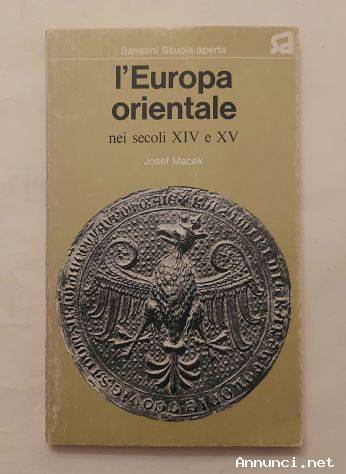 Sansoni Scuola aperta
l'Europa
orientale
nei secoli XIV e XV
Josef Macek
Annunci.net